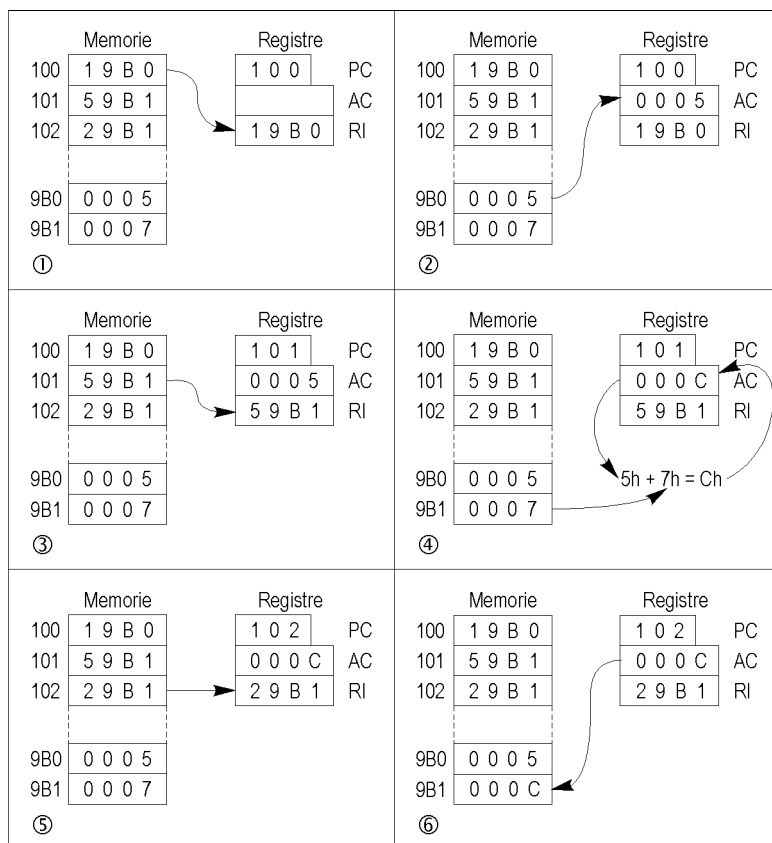 Memorie Registre
100 1 9 B 0 1 0 0 PC
101 5 9 B 1 AC
102 2 9 B 1 1 9 B 0 RI
9B0 0 0 0 5
9B1 0 0 0 7
①
Memorie Registre
100 1 9 B 0 1 0 0 PC
101 5 9 B 1 0 0 0 5 AC
102 2 9 B 1 1 9 B 0 RI
9B0 0 0 0 5
9B1 0 0 0 7
②
Memorie Registre
100 1 9 B 0 1 0 1 PC
101 5 9 B 1 0 0 0 5 AC
102 2 9 B 1 5 9 B 1 RI
9B0 0 0 0 5
9B1 0 0 0 7
③
Memorie Registre
100 1 9 B 0 1 0 1 PC
101 5 9 B 1 0 0 0 C AC
102 2 9 B 1 5 9 B 1 RI
9B0 0 0 0 5 5h + 7h = Ch
9B1 0 0 0 7
④
Memorie Registre
100 1 9 B 0 1 0 2 PC
101 5 9 B 1 0 0 0 C AC
102 2 9 B 1 2 9 B 1 RI
9B0 0 0 0 5
9B1 0 0 0 7
⑤
Memorie Registre
100 1 9 B 0 1 0 2 PC
101 5 9 B 1 0 0 0 C AC
102 2 9 B 1 2 9 B 1 RI
9B0 0 0 0 5
9B1 0 0 0 C
⑥